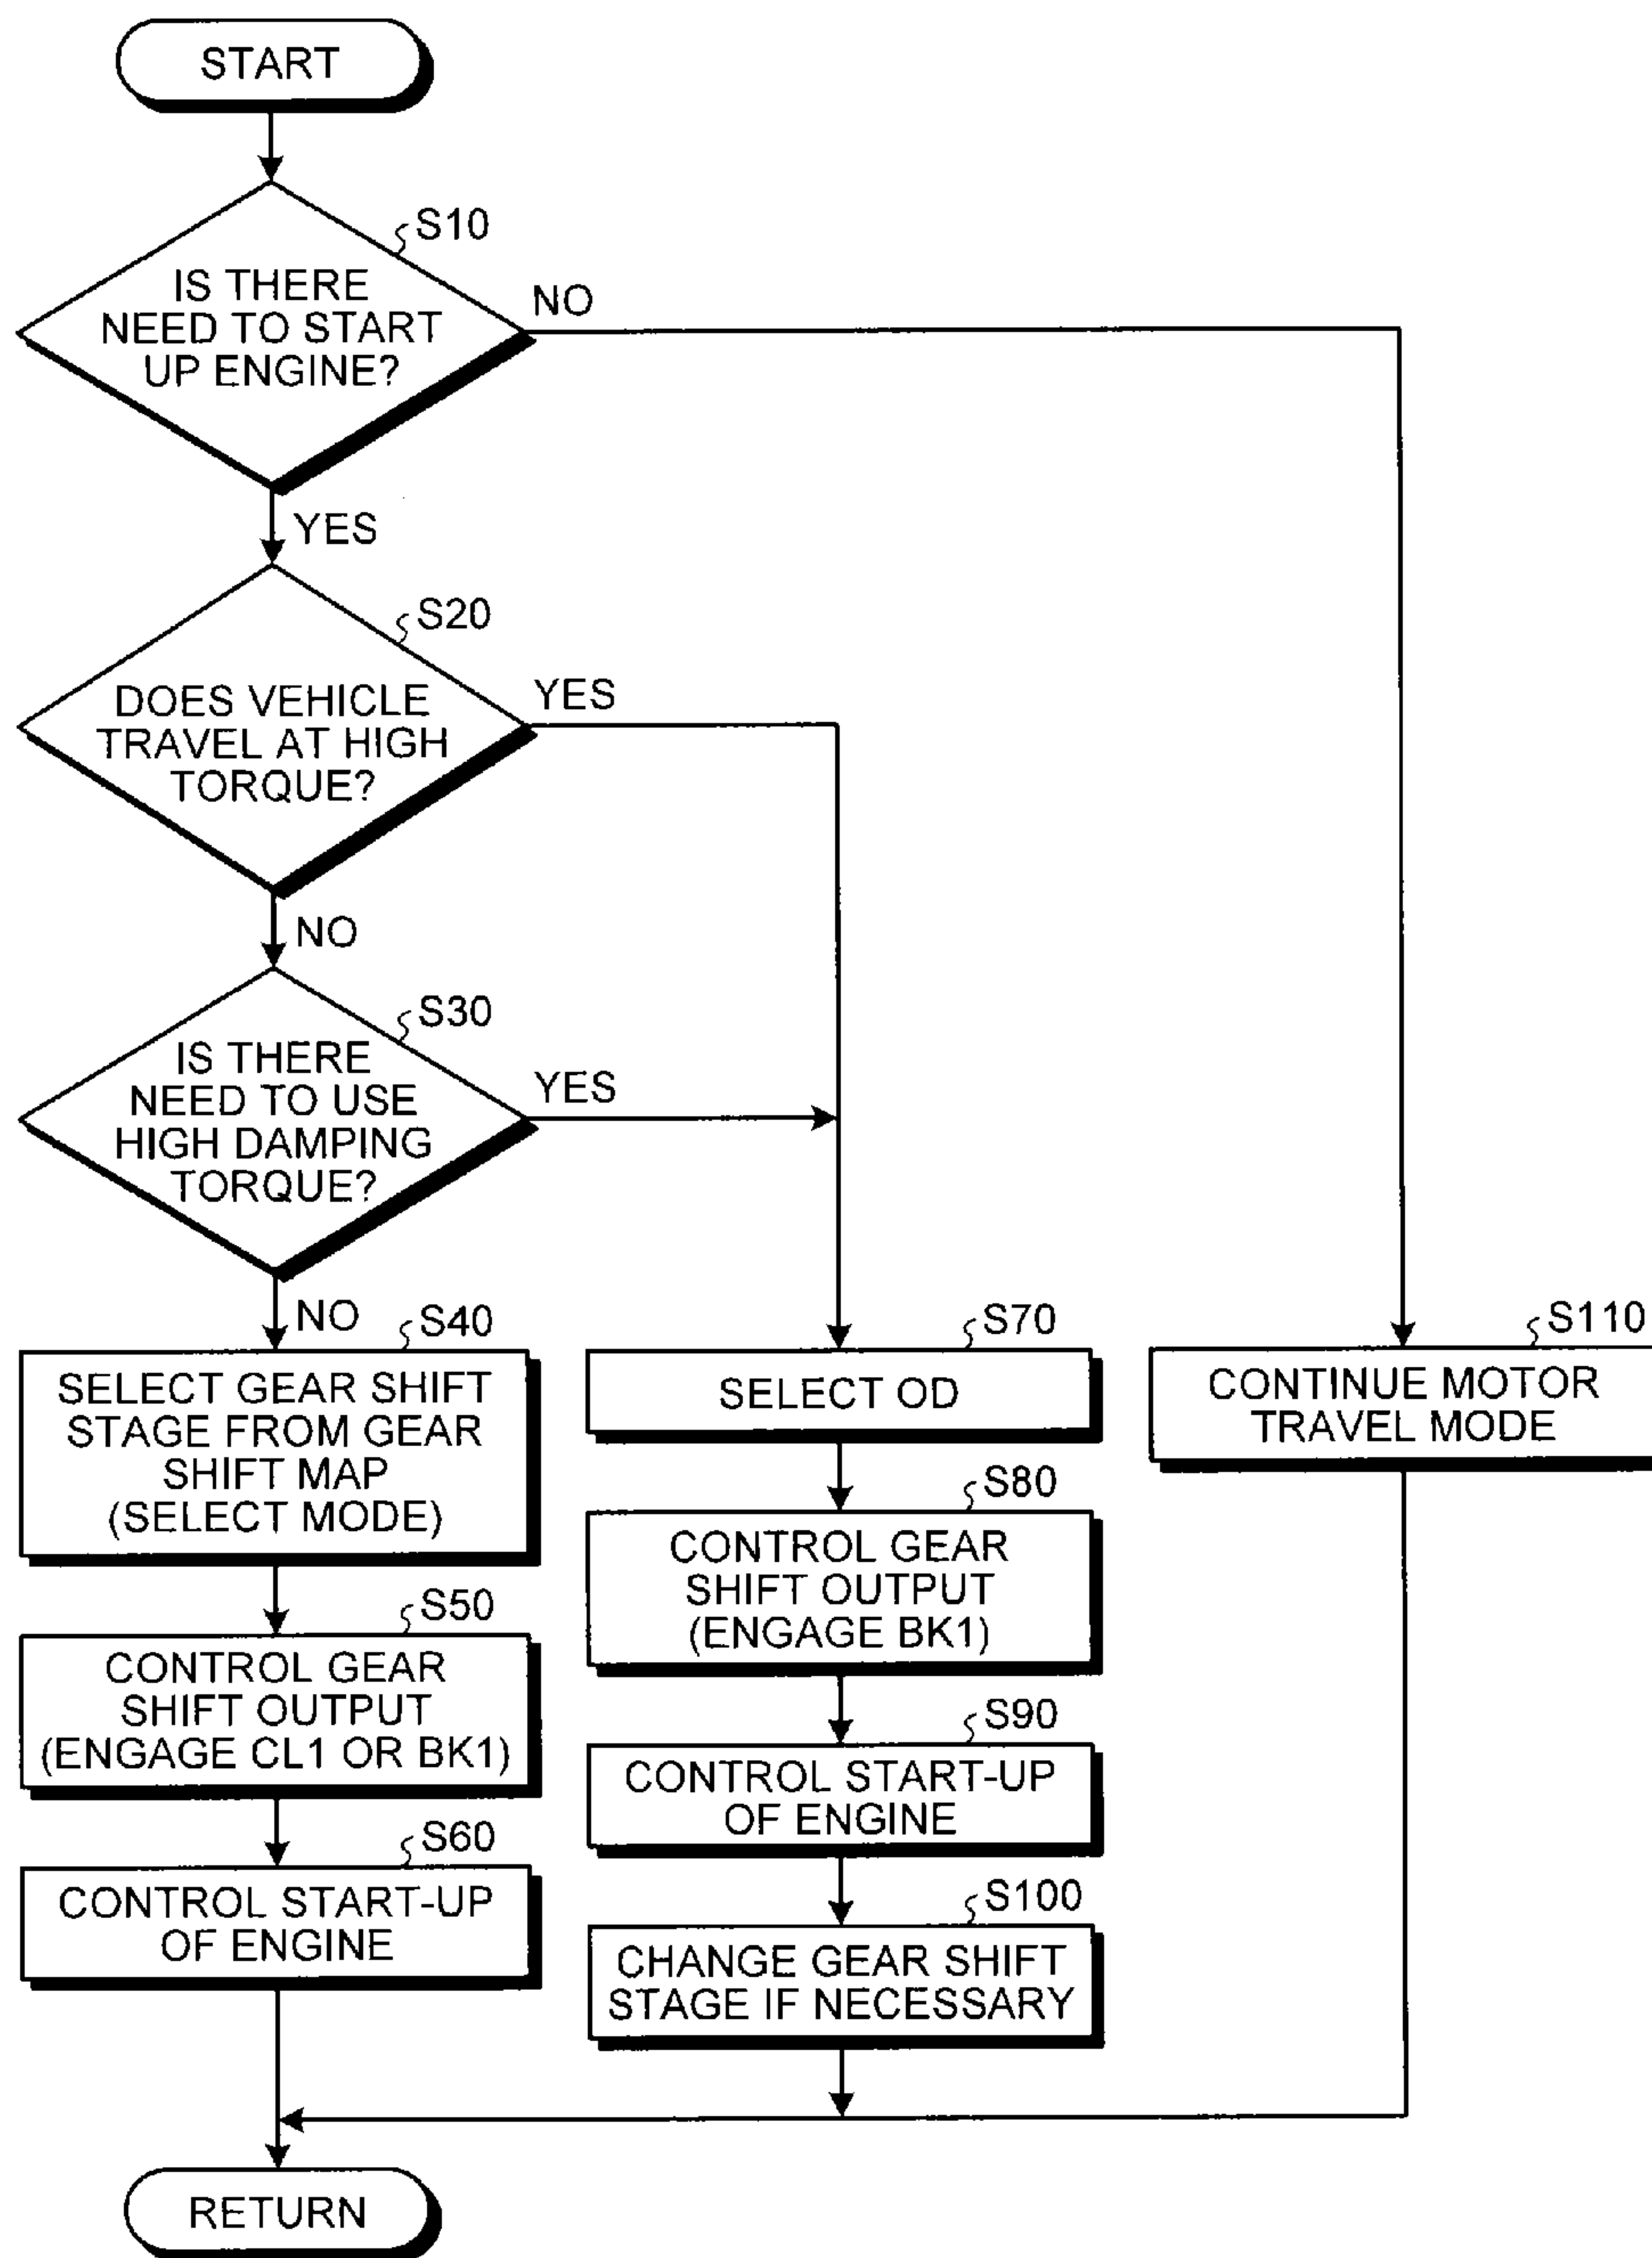 START
S10
IS THERE
NEED TO START
UP ENGINE?
NO
YES
S20
DOES VEHICLE
TRAVEL AT HIGH
TORQUE?
YES
NO
S30
IS THERE
NEED TO USE
HIGH DAMPING
TORQUE?
YES
NO
S40
SELECT GEAR SHIFT
STAGE FROM GEAR
SHIFT MAP
(SELECT MODE)
S50
CONTROL GEAR
SHIFT OUTPUT
(ENGAGE CL1 OR BK1)
S60
CONTROL START-UP
OF ENGINE
S70
SELECT OD
S80
CONTROL GEAR
SHIFT OUTPUT
(ENGAGE BK1)
S90
CONTROL START-UP
OF ENGINE
S100
CHANGE GEAR SHIFT
STAGE IF NECESSARY
S110
CONTINUE MOTOR
TRAVEL MODE
RETURN